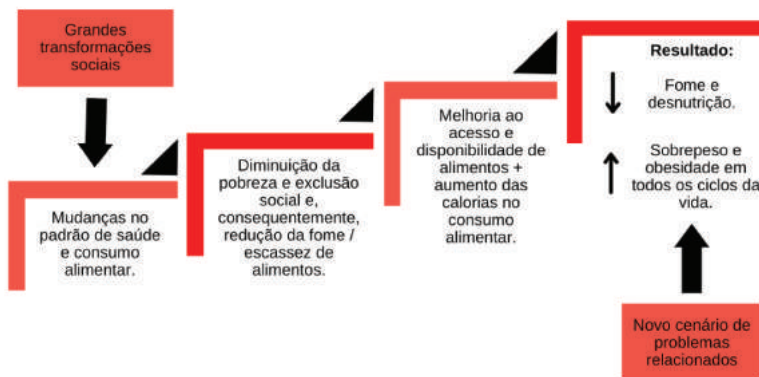 Grandes
transformações
sociais
Mudanças no
padrão de saúde
e consumo
alimentar.
Diminuição da
pobreza e exclusão
social e,
consequentemente,
redução da fome /
escassez de
alimentos.
Melhoria ao
acesso e
disponibilidade de
alimentos +
aumento das
calorias no
consumo
alimentar.
Resultado:
Fome e
desnutrição.
Sobrepeso e
obesidade em
todos os ciclos da
vida.
Novo cenário de
problemas
relacionados